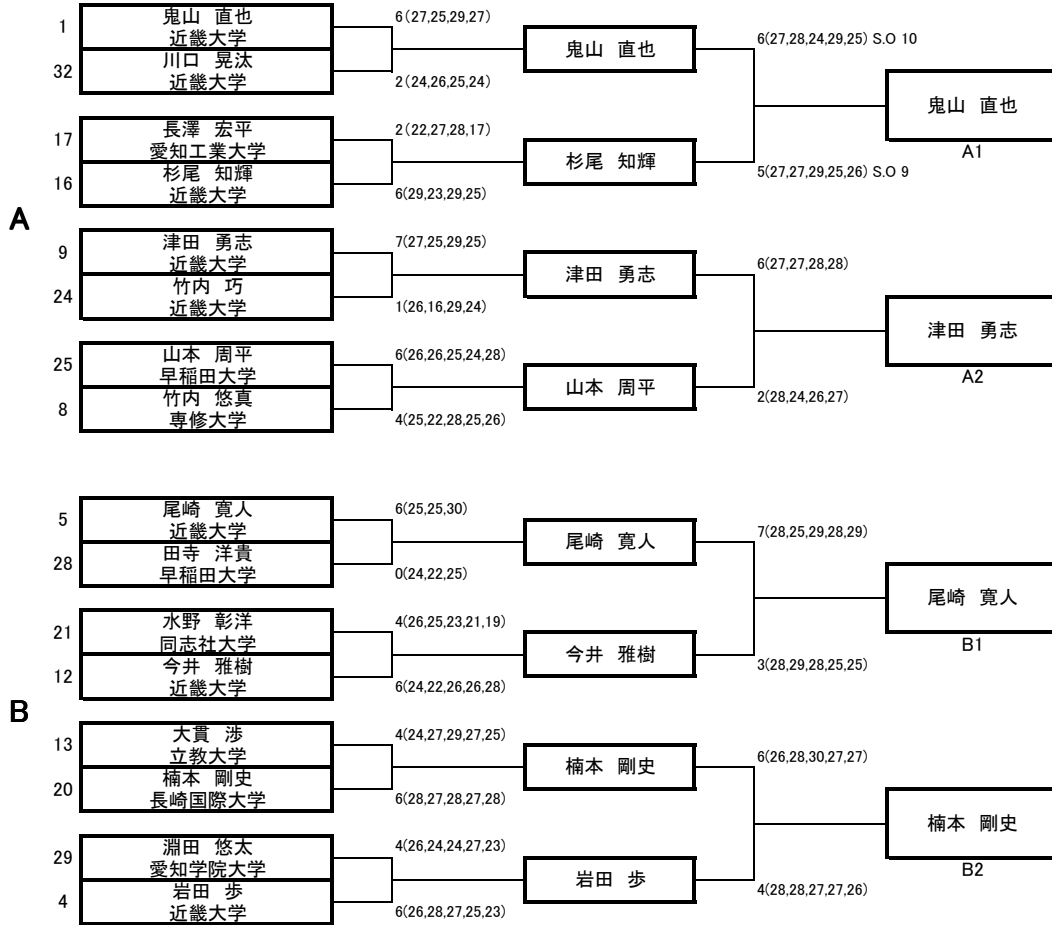 1
鬼山　直也
近畿大学
6(27,25,29,27)
32
川口　晃汰
近畿大学
2(24,26,25,24)
鬼山　直也
6(27,28,24,29,25) S.O 10
17
長澤　宏平
愛知工業大学
2(22,27,28,17)
16
杉尾　知輝
近畿大学
6(29,23,29,25)
杉尾　知輝
5(27,27,29,25,26) S.O 9
鬼山　直也
A1
A
9
津田　勇志
近畿大学
7(27,25,29,25)
24
竹内　巧
近畿大学
1(26,16,29,24)
津田　勇志
6(27,27,28,28)
25
山本　周平
早稲田大学
6(26,26,25,24,28)
8
竹内　悠真
専修大学
4(25,22,28,25,26)
山本　周平
2(28,24,26,27)
津田　勇志
A2
5
尾崎　寛人
近畿大学
6(25,25,30)
28
田寺　洋貴
早稲田大学
0(24,22,25)
尾崎　寛人
7(28,25,29,28,29)
21
水野　彰洋
同志社大学
4(26,25,23,21,19)
12
今井　雅樹
近畿大学
6(24,22,26,26,28)
今井　雅樹
3(28,29,28,25,25)
尾崎　寛人
B1
B
13
大貫　渉
立教大学
4(24,27,29,27,25)
20
楠本　剛史
長崎国際大学
6(28,27,28,27,28)
楠本　剛史
6(26,28,30,27,27)
29
淵田　悠太
愛知学院大学
4(26,24,24,27,23)
4
岩田　歩
近畿大学
6(26,28,27,25,23)
岩田　歩
4(28,28,27,27,26)
楠本　剛史
B2